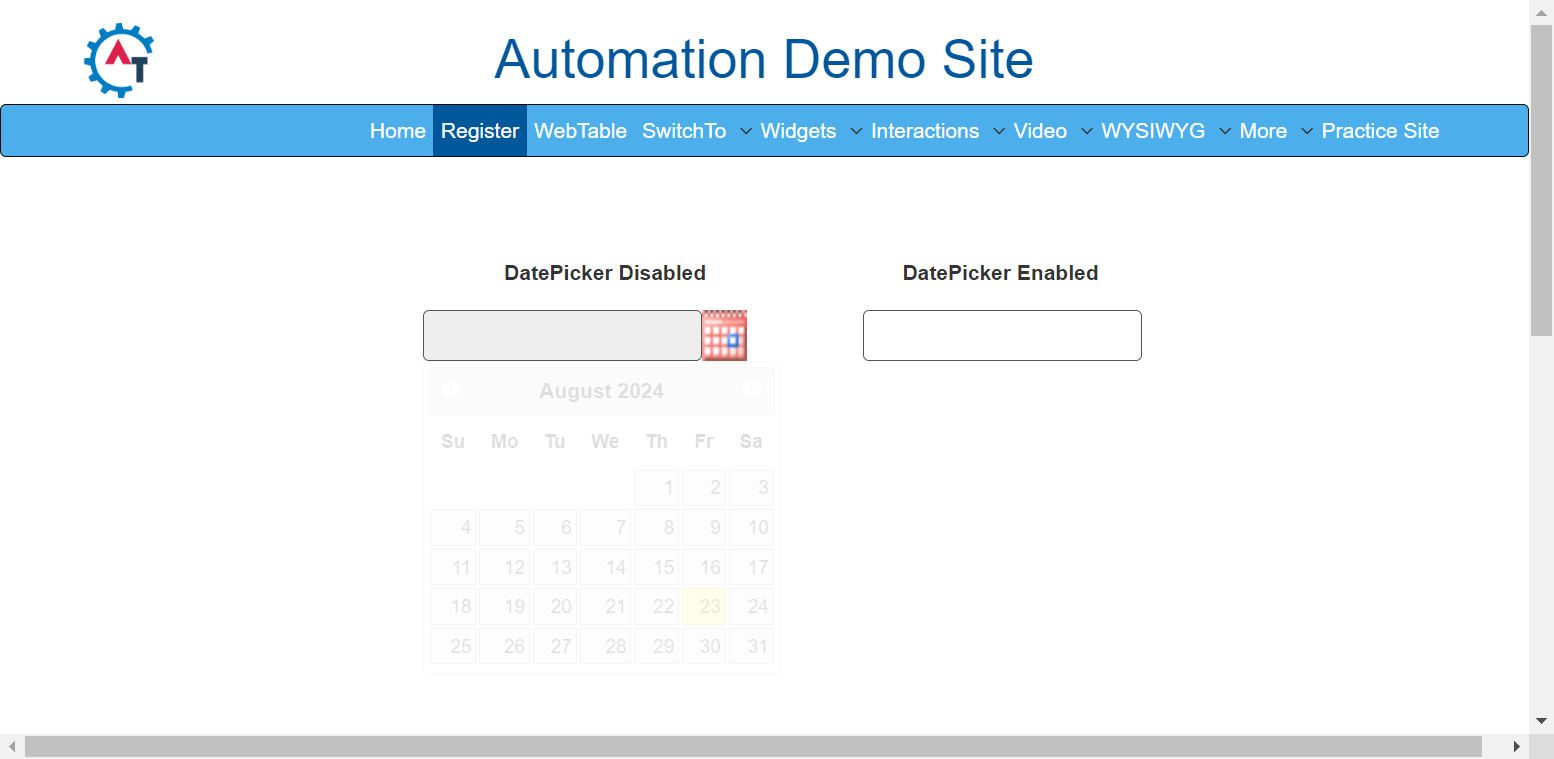 AT
Automation Demo Site
Home Register WebTable SwitchTo Widgets Interactions Video WYSIWYG More Practice Site
DatePicker Disabled DatePicker Enabled
August 2024
Su Mo Tu We Th Fr Sa
1 2 3
4 5 6 7 8 9 10
11 12 13 14 15 16 17
18 19 20 21 22 23 24
25 26 27 28 29 30 31